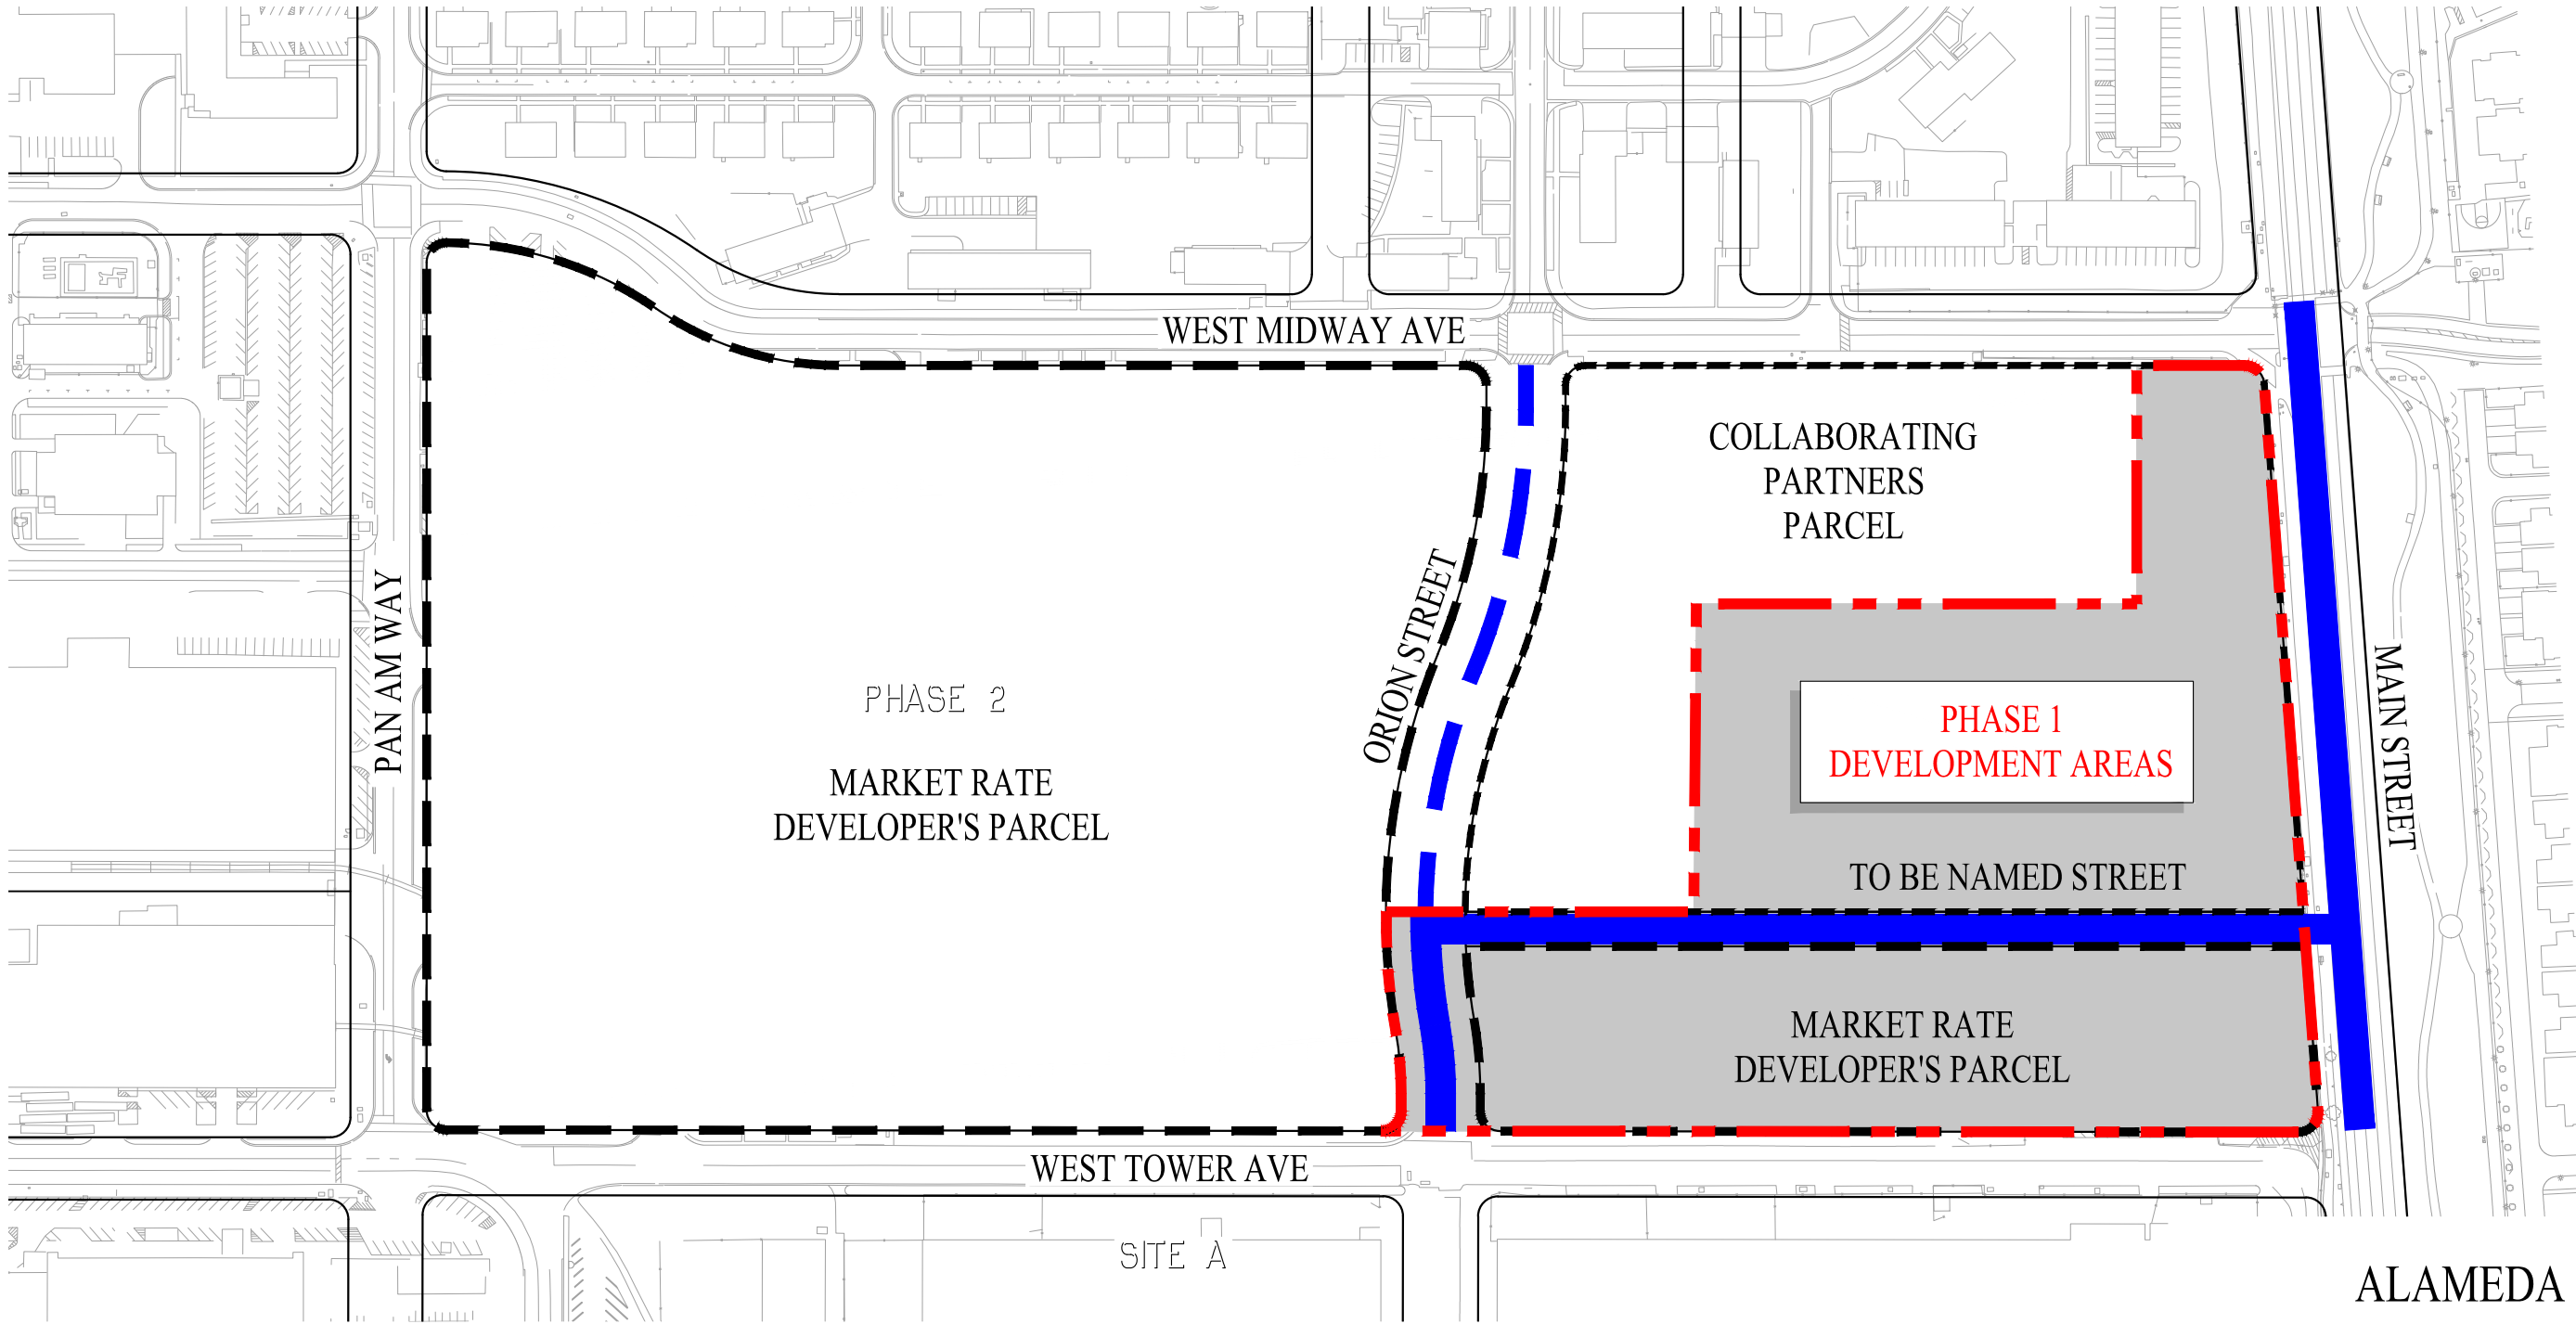 WEST MIDWAY AVE
COLLABORATING
PARTNERS
PARCEL
PAN AM WAY
ORION STREET
MAIN STREET
PHASE 2
MARKET RATE
DEVELOPER'S PARCEL
PHASE 1
DEVELOPMENT AREAS
TO BE NAMED STREET
MARKET RATE
DEVELOPER'S PARCEL
WEST TOWER AVE
SITE A
ALAMEDA